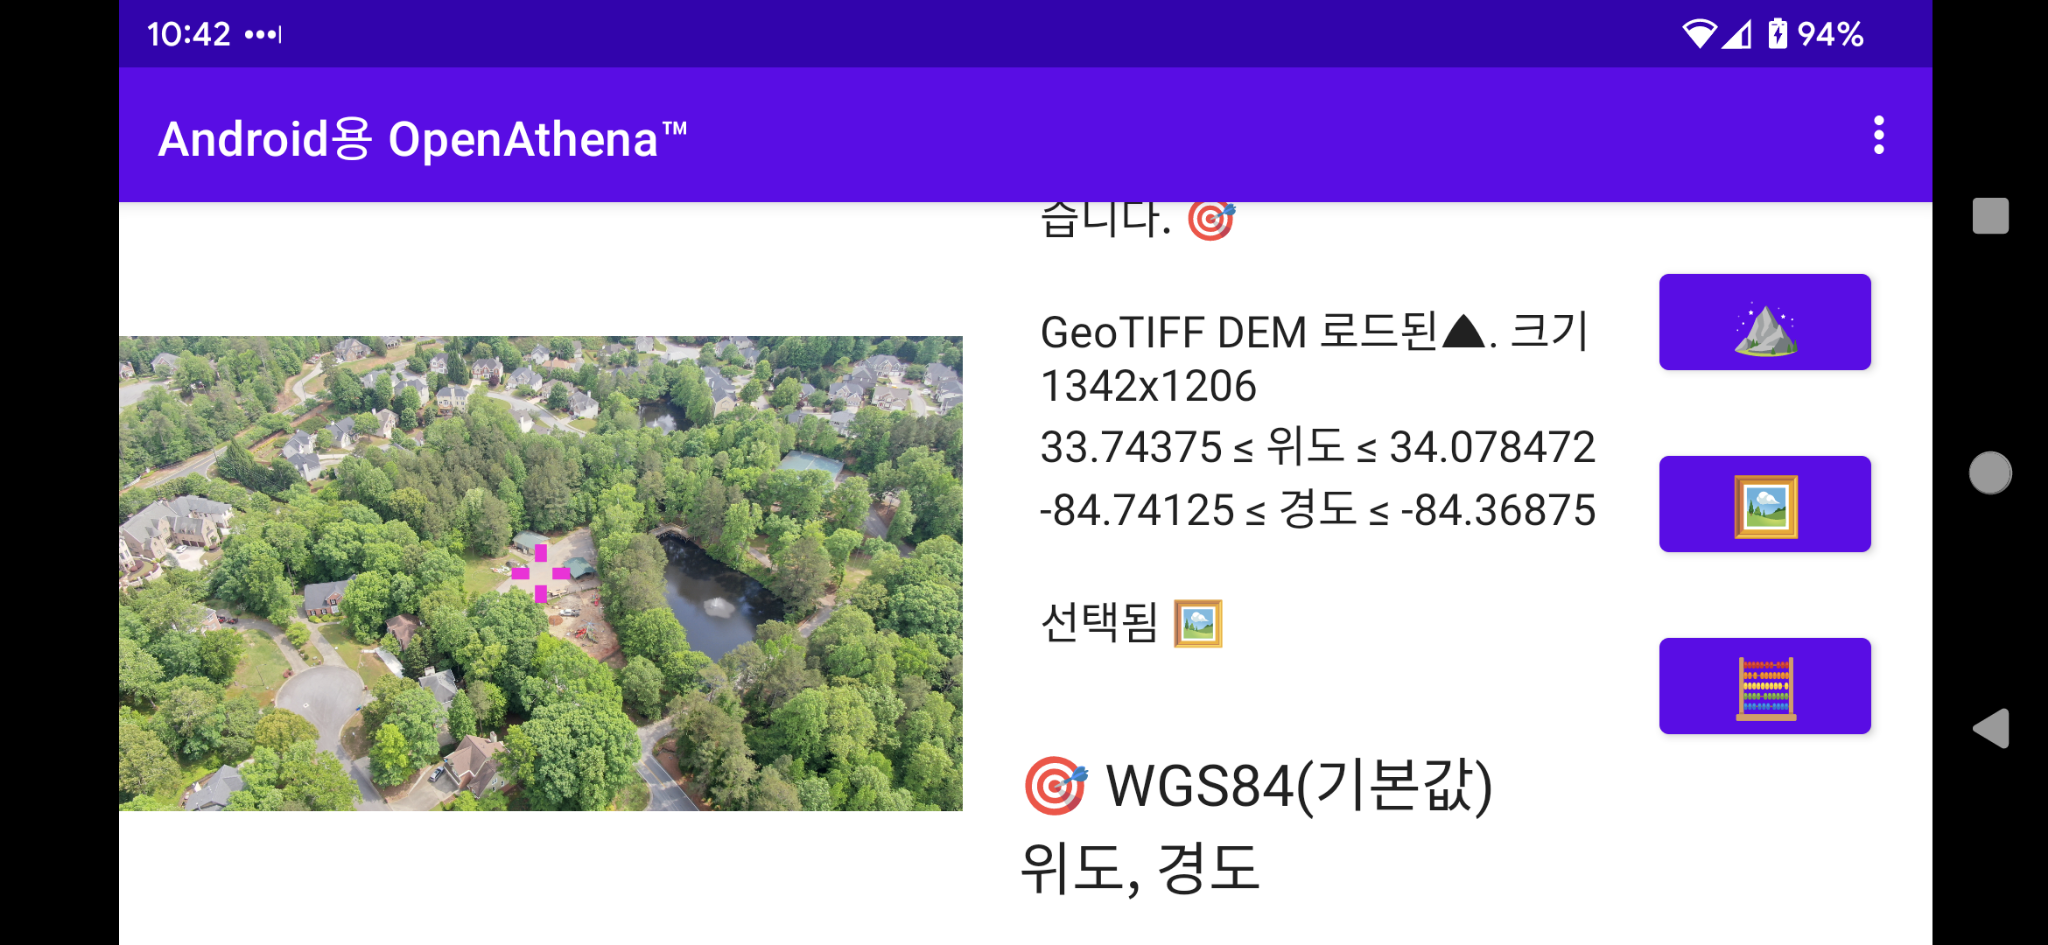 10:42
94%
Android용 OpenAthena™
습니다. 🎯
GeoTIFF DEM 로드된⛰. 크기
1342x1206
33.74375 ≤ 위도 ≤ 34.078472
-84.74125 ≤ 경도 ≤ -84.36875
선택됨 🖼️
🎯 WGS84(기본값)
위도, 경도